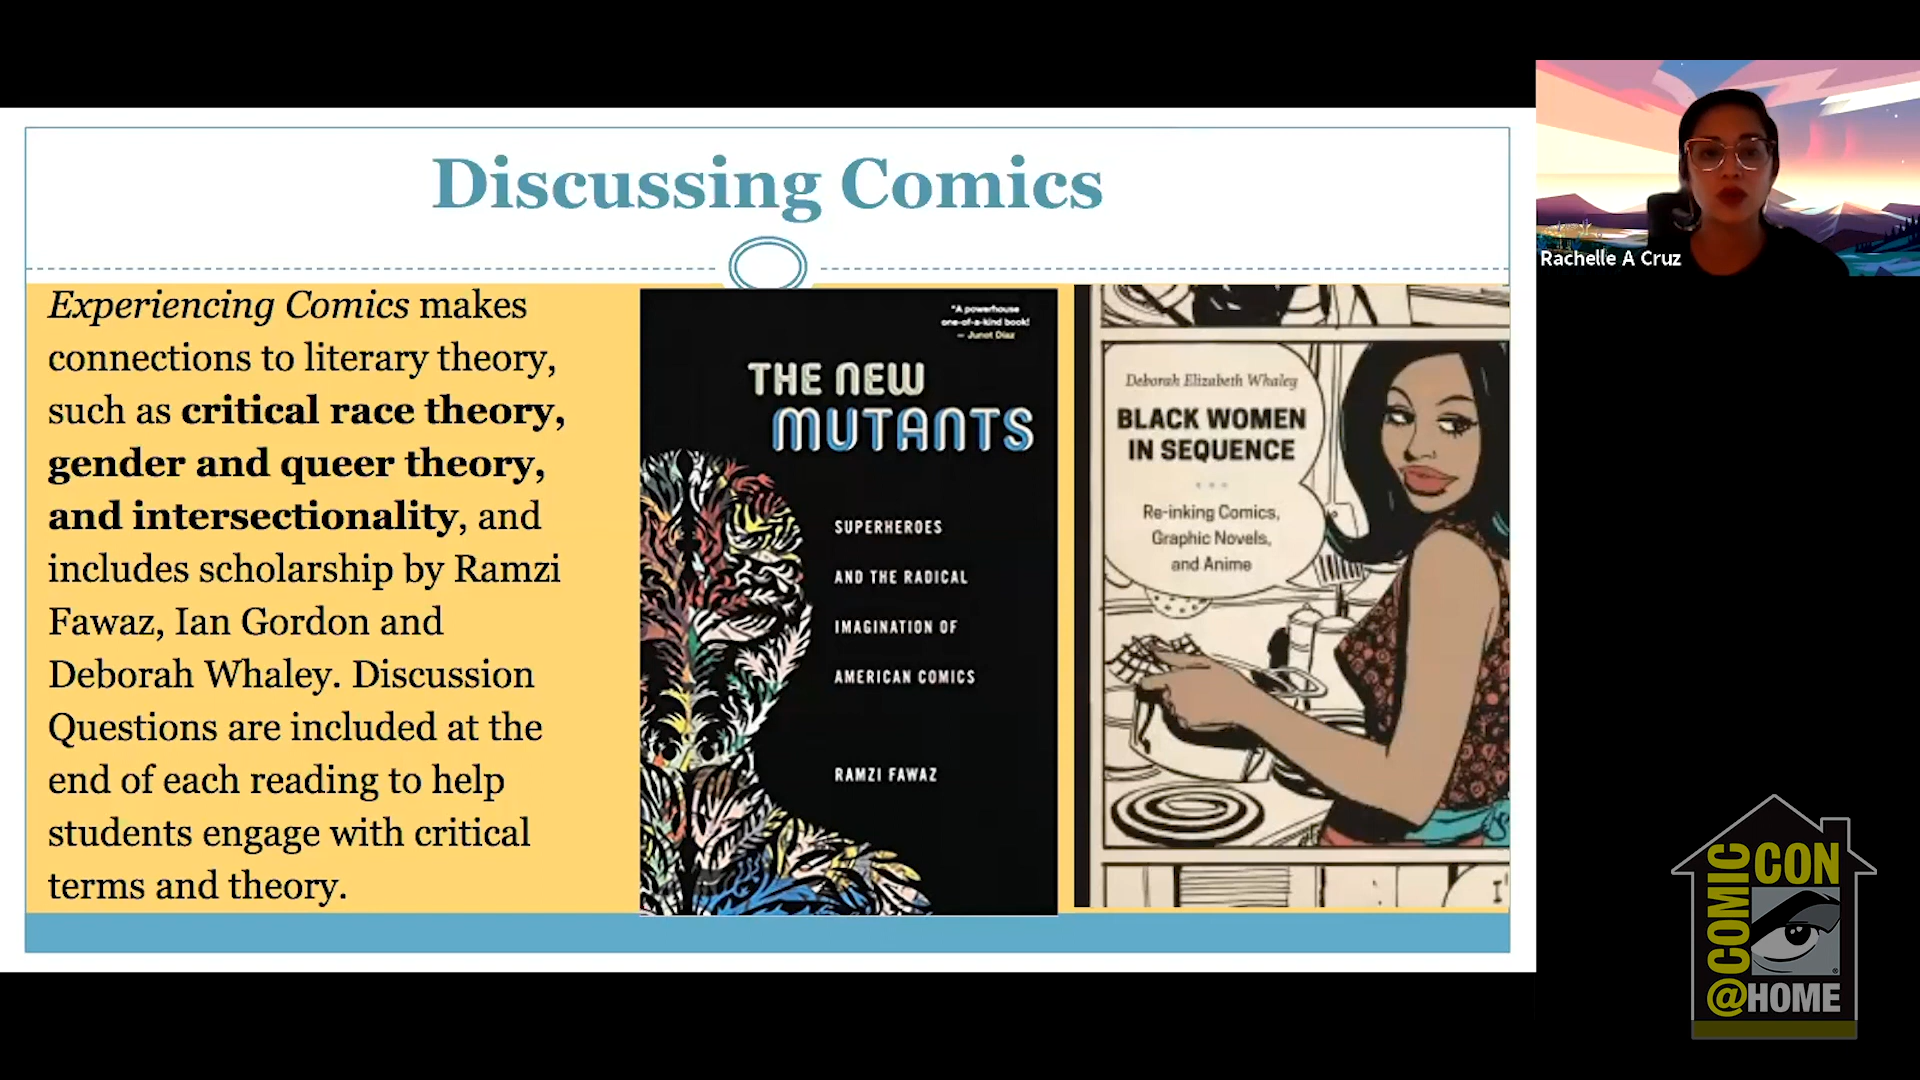 Discussing Comics
Experiencing Comics makes
connections to literary theory,
such as critical race theory,
gender and queer theory,
and intersectionality, and
includes scholarship by Ramzi
Fawaz, Ian Gordon and
Deborah Whaley. Discussion
Questions are included at the
end of each reading to help
students engage with critical
terms and theory.
"A powerhouse
one-of-a-kind book!
— Junot Díaz
THE NEW
MUTANTS
SUPERHEROES
AND THE RADICAL
IMAGINATION OF
AMERICAN COMICS
RAMZI FAWAZ
Deborah Elizabeth Whaley
BLACK WOMEN
IN SEQUENCE
Re-inking Comics,
Graphic Novels,
and Anime
Rachelle A Cruz
COMIC
CON
@HOME